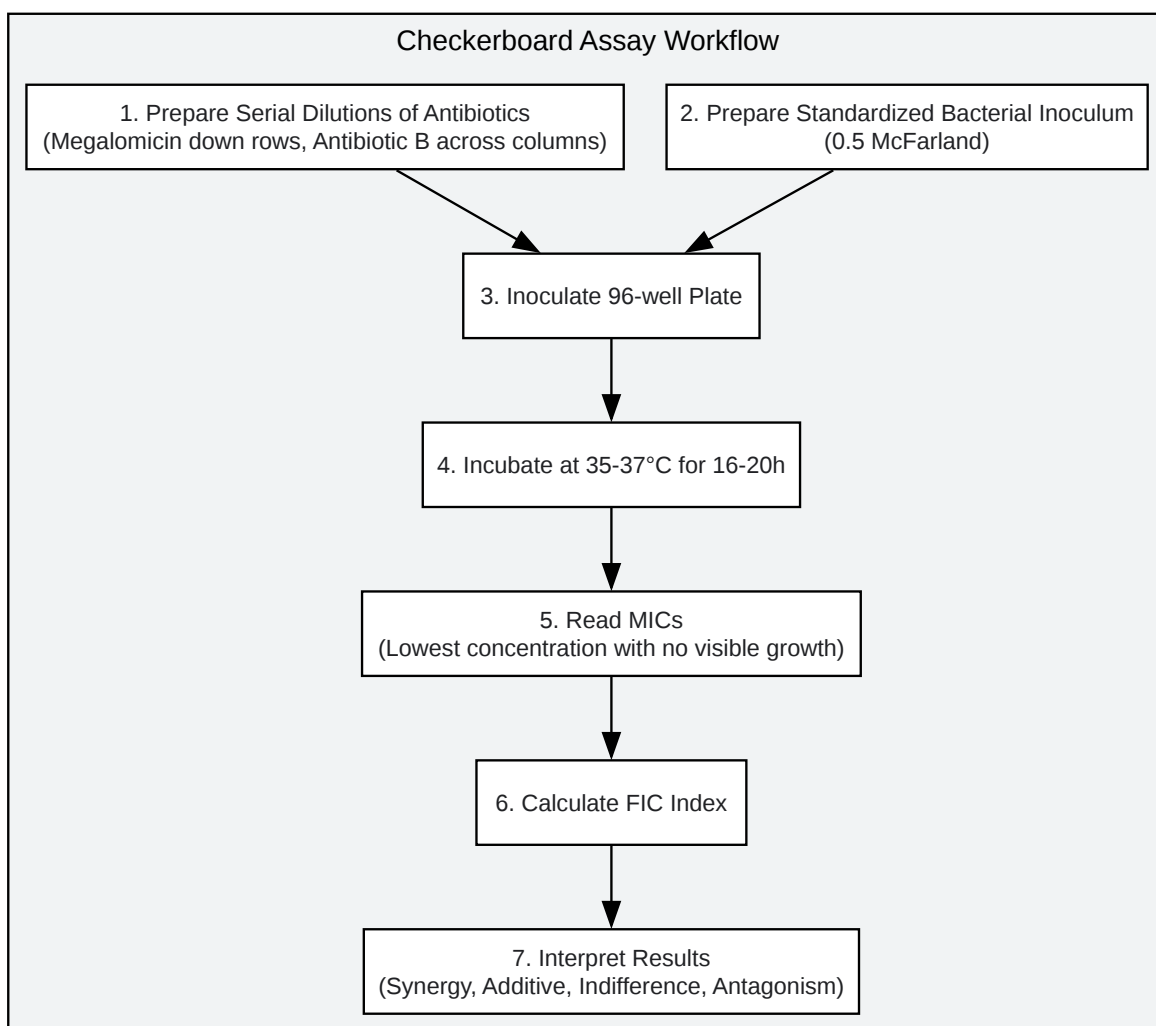 Checkerboard Assay Workflow
1. Prepare Serial Dilutions of Antibiotics
(Megalomicin down rows, Antibiotic B across columns)
2. Prepare Standardized Bacterial Inoculum
(0.5 McFarland)
3. Inoculate 96-well Plate
4. Incubate at 35-37°C for 16-20h
5. Read MICs
(Lowest concentration with no visible growth)
6. Calculate FIC Index
7. Interpret Results
(Synergy, Additive, Indifference, Antagonism)